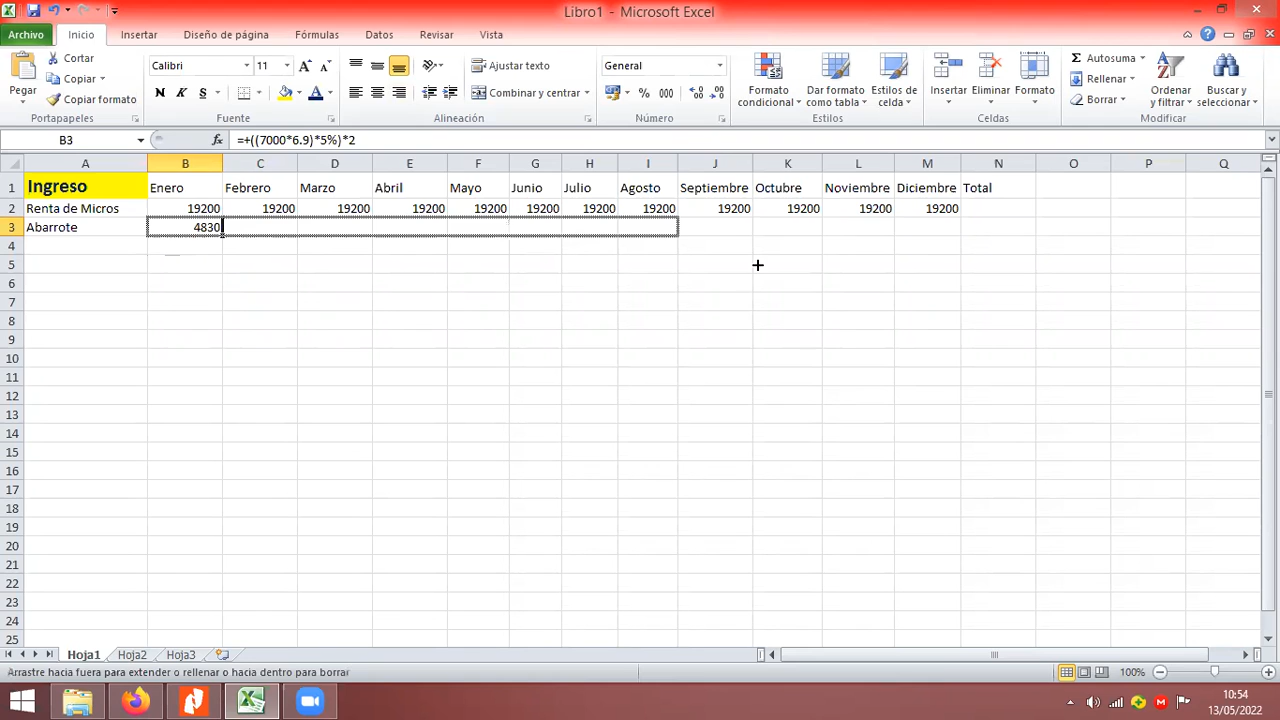 Libro1 - Microsoft Excel
Archivo Inicio Insertar Diseño de página Fórmulas Datos Revisar Vista
Pegar
Cortar
Copiar
Copiar formato
Portapapeles
Calibri 11
N K S
Fuente
Ajustar texto
Combinar y centrar
Alineación
General
% 000
Número
Formato condicional
Dar formato como tabla
Estilos de celda
Estilos
Insertar Eliminar Formato
Celdas
Autosuma
Rellenar
Borrar
Ordenar y filtrar
Buscar y seleccionar
Modificar
B3 fx =+((7000*6.9)*5%)*2
A B C D E F G H I J K L M N O P Q
1 Ingreso Enero Febrero Marzo Abril Mayo Junio Julio Agosto Septiembre Octubre Noviembre Diciembre Total
2 Renta de Micros 19200 19200 19200 19200 19200 19200 19200 19200 19200 19200 19200 19200
3 Abarrote 4830
4
5
6
7
8
9
10
11
12
13
14
15
16
17
18
19
20
21
22
23
24
25
Hoja1 Hoja2 Hoja3
Arrastre hacia fuera para extender o rellenar o hacia dentro para borrar 100%
10:54
13/05/2022